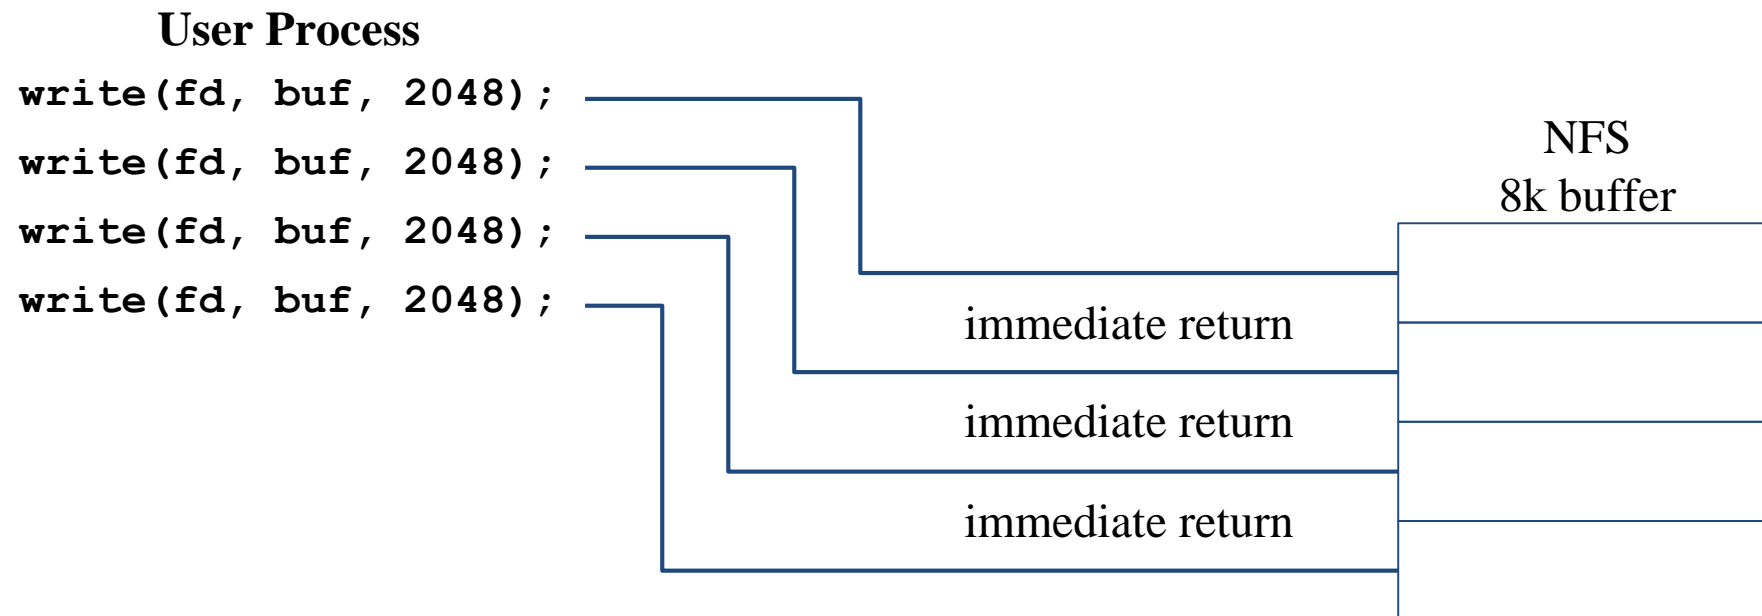 User Process
write(fd, buf, 2048);
write(fd, buf, 2048);
write(fd, buf, 2048);
write(fd, buf, 2048);
NFS
8k buffer
immediate return
immediate return
immediate return